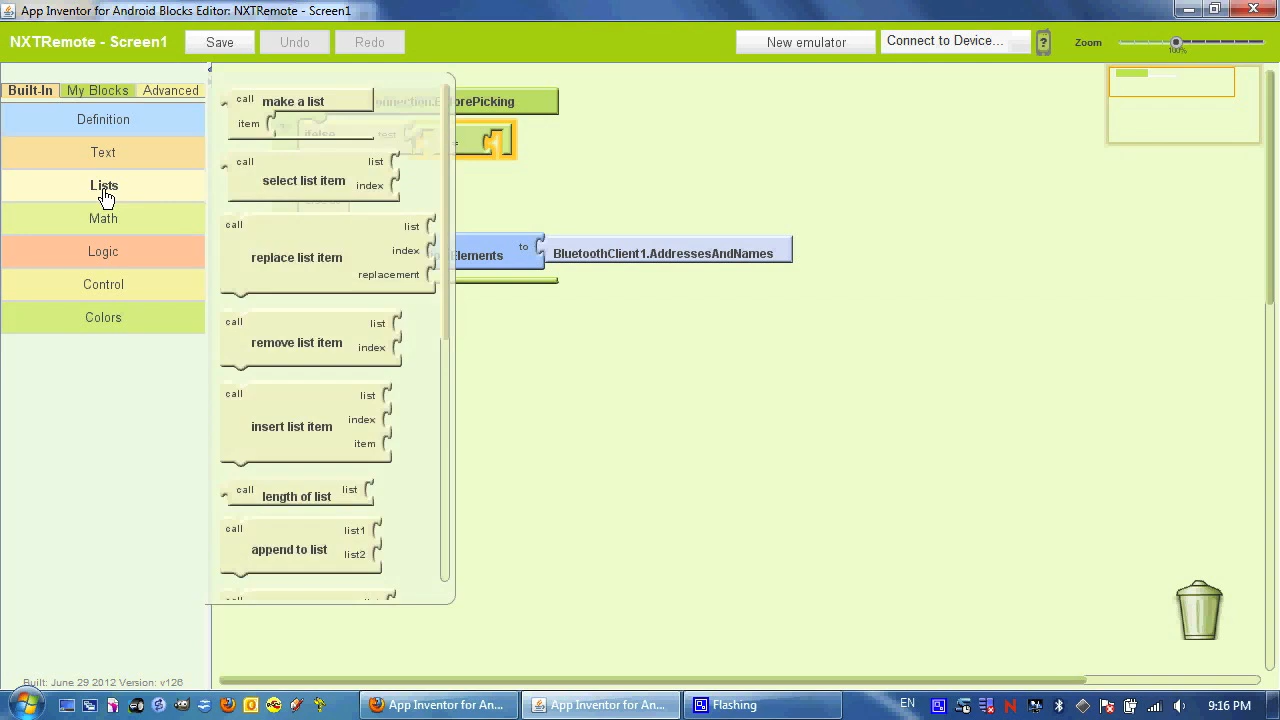 App Inventor for Android Blocks Editor: NXTRemote - Screen1
NXTRemote - Screen1
Save
Undo
Redo
New emulator
Connect to Device...
Zoom
100%
Built-In
My Blocks
Advanced
Definition
Text
Lists
Math
Logic
Control
Colors
call make a list
item
call select list item
list
index
call replace list item
list
index
replacement
call remove list item
list
index
call insert list item
list
index
item
call length of list
list
call append to list
list1
list2
call
ifelse
test
=
to
BluetoothClient1.AddressesAndNames
Built: June 29 2012 Version: v126
App Inventor for An...
App Inventor for An...
Flashing
EN
9:16 PM